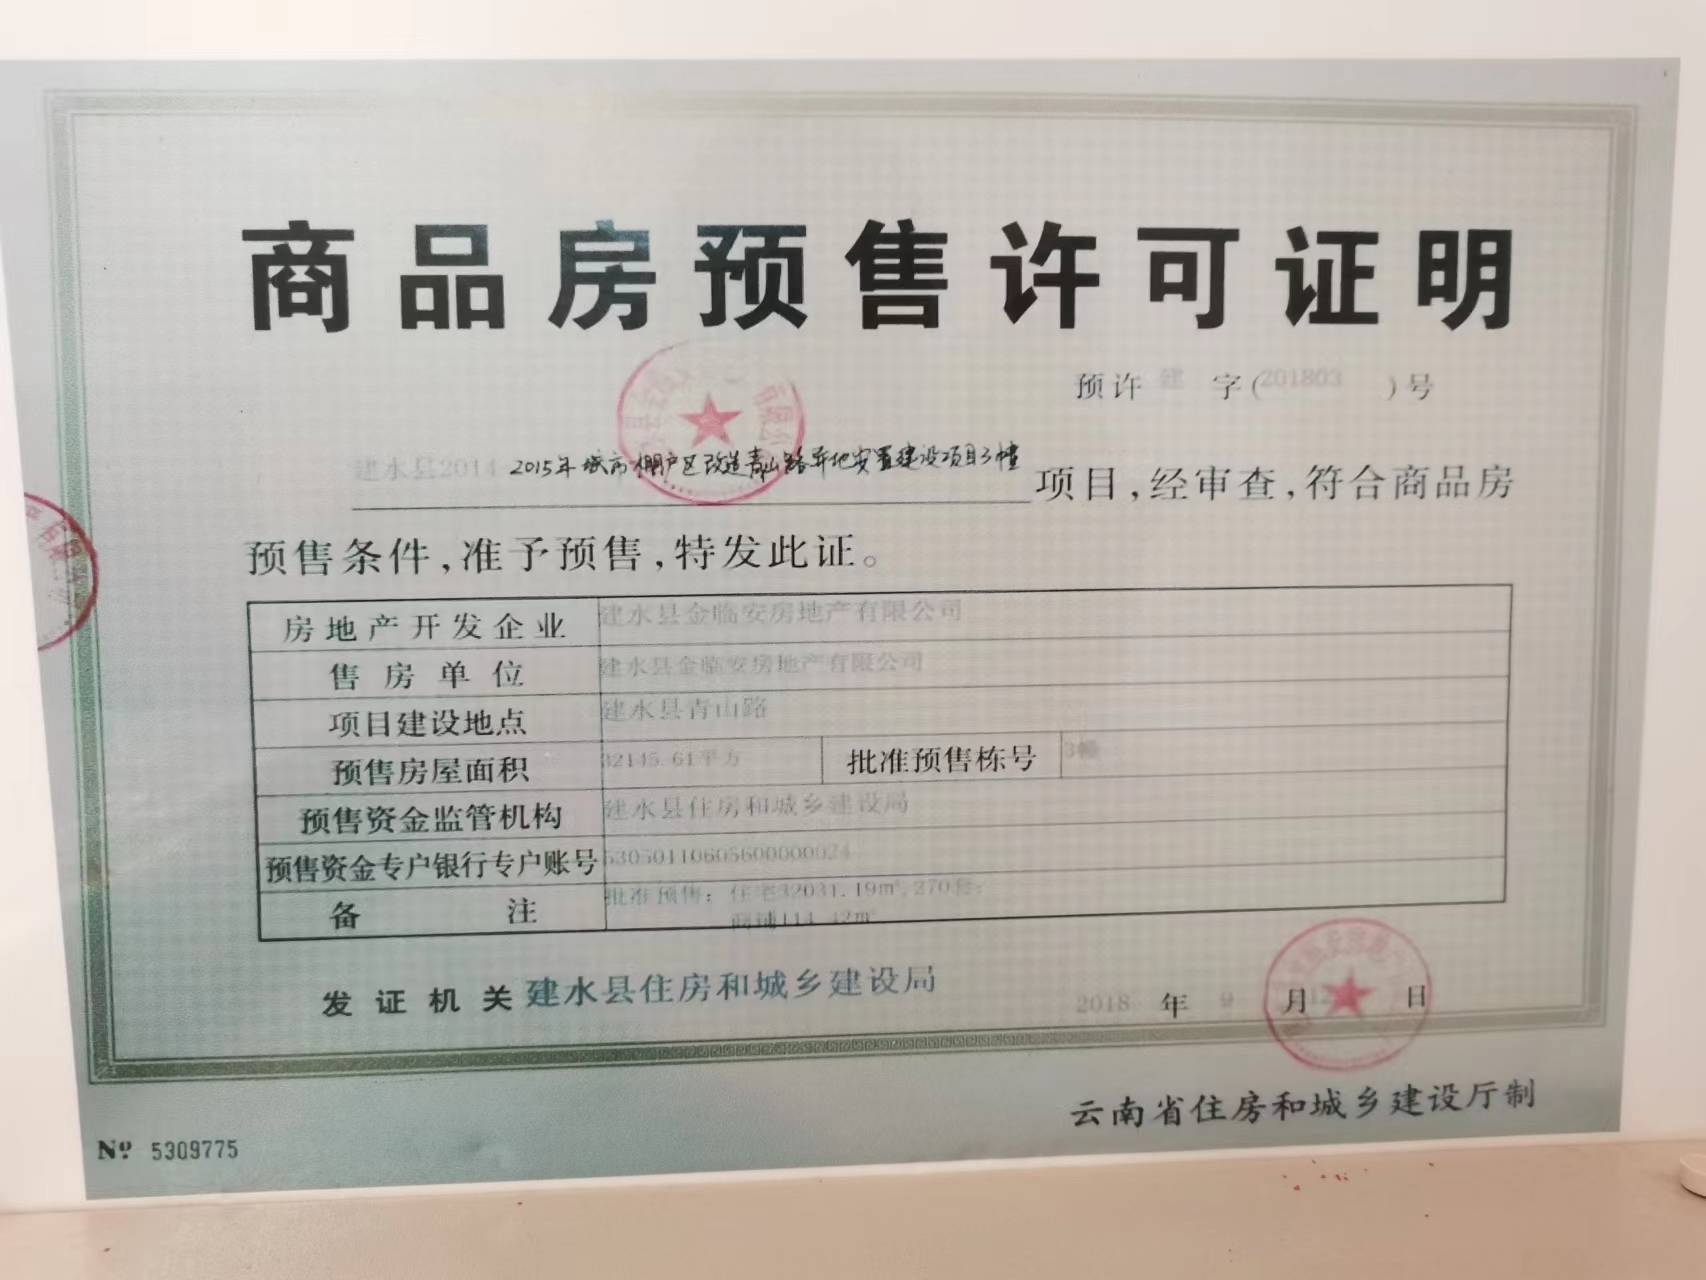 商品房预售许可证明
预许 建 字(201803 )号
建水县2014 2015年城市棚户区改造青山路异地安置建设项目3幢 项目,经审查,符合商品房
预售条件,准予预售,特发此证。
房地产开发企业 建水县金临安房地产有限公司
售房单位 建水县金临安房地产有限公司
项目建设地点 建水县青山路
预售房屋面积 32145.61平方 批准预售栋号 3幢
预售资金监管机构 建水县住房和城乡建设局
预售资金专户银行专户账号 53050110605600000024
备注 批准预售：住宅32031.19㎡,270套;
商铺114.42㎡
发证机关 建水县住房和城乡建设局 2018 年 9 月 12 日
云南省住房和城乡建设厅制
Nº 5309775